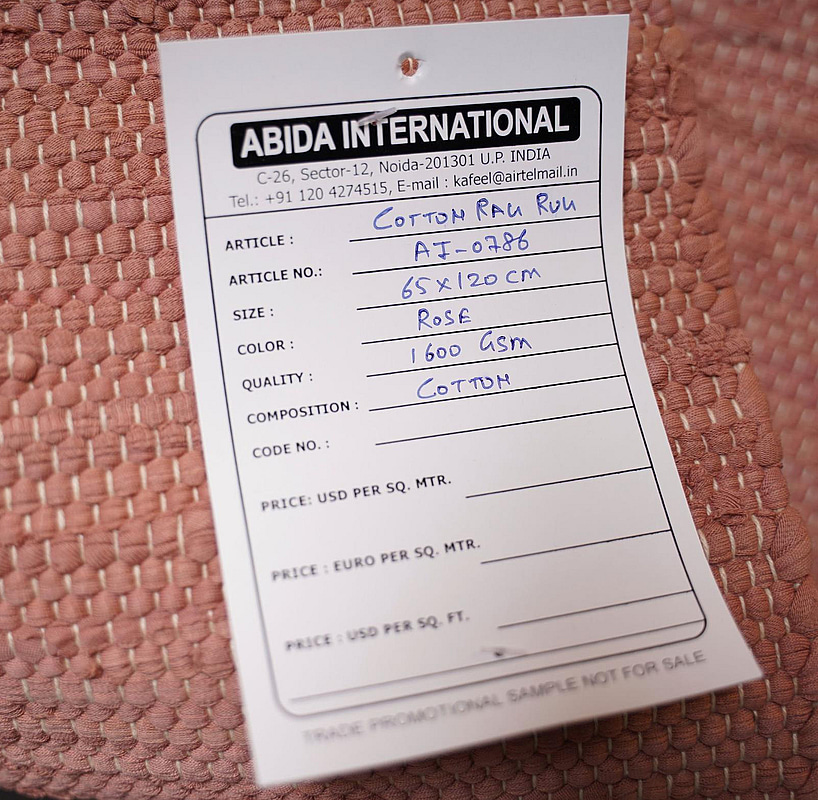 ABIDA INTERNATIONAL
C-26, Sector-12, Noida-201301 U.P. INDIA
Tel.: +91 120 4274515, E-mail : kafeel@airtelmail.in
ARTICLE : COTTON RAG RUG
ARTICLE NO.: AI-0786
SIZE : 65 x 120 CM
COLOR : ROSE
QUALITY : 1600 GSM
COMPOSITION : COTTON
CODE NO. :
PRICE: USD PER SQ. MTR.
PRICE : EURO PER SQ. MTR.
PRICE : USD PER SQ. FT.
TRADE PROMOTIONAL SAMPLE NOT FOR SALE